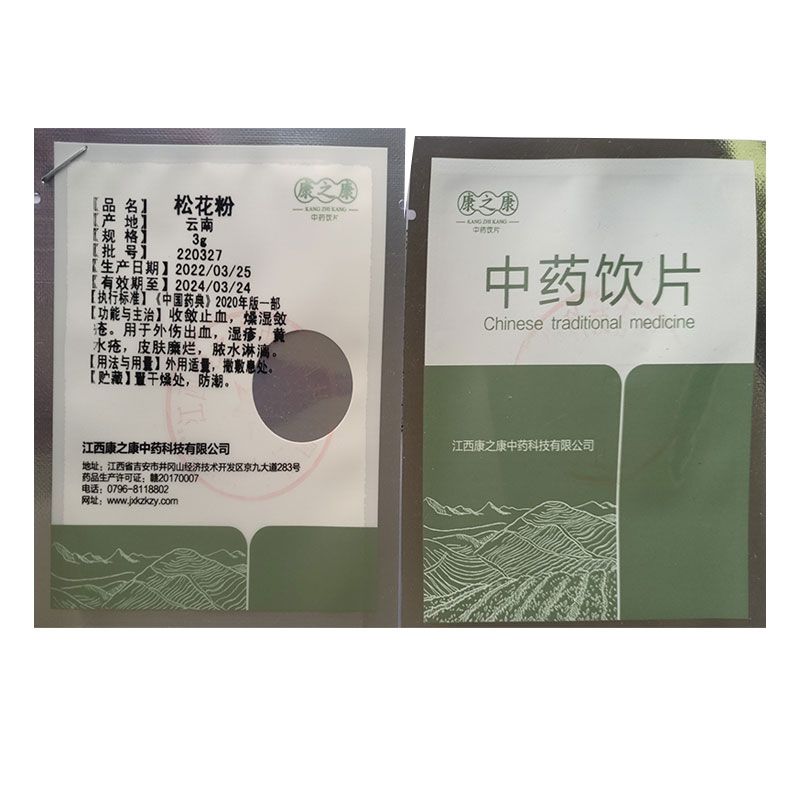 康之康
KANG ZHI KANG
中药饮片
【品 名】 松花粉
【产 地】 云南
【规 格】 3g
【批 号】 220327
【生产日期】2022/03/25
【有效期至】2024/03/24
【执行标准】《中国药典》2020年版一部
【功能与主治】收敛止血，燥湿敛
疮。用于外伤出血，湿疹，黄
水疮，皮肤糜烂，脓水淋漓。
【用法与用量】外用适量，撒敷患处。
【贮藏】置干燥处，防潮。
江西康之康中药科技有限公司
地址：江西省吉安市井冈山经济技术开发区京九大道283号
药品生产许可证：赣20170007
电话：0796-8118802
网址：www.jxkzkzy.com
康之康
KANG ZHI KANG
中药饮片
中药饮片
Chinese traditional medicine
江西康之康中药科技有限公司